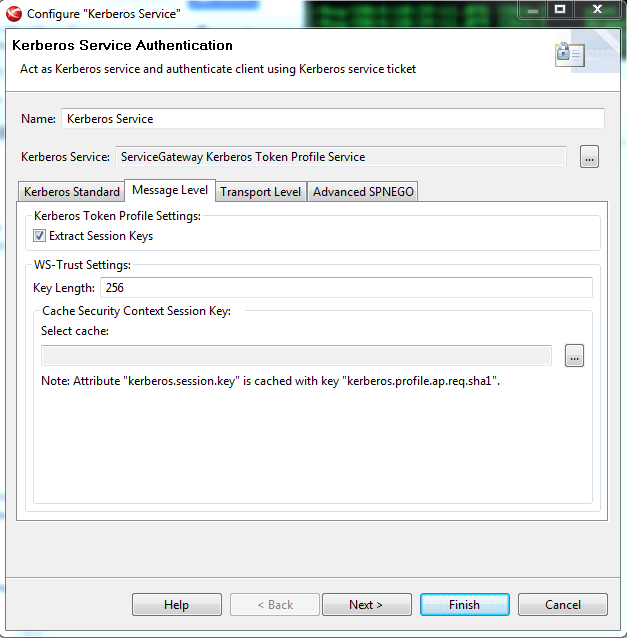 Configure "Kerberos Service"
Kerberos Service Authentication
Act as Kerberos service and authenticate client using Kerberos service ticket
Name: Kerberos Service
Kerberos Service: ServiceGateway Kerberos Token Profile Service ...
Kerberos Standard Message Level Transport Level Advanced SPNEGO
Kerberos Token Profile Settings:
Extract Session Keys
WS-Trust Settings:
Key Length: 256
Cache Security Context Session Key:
Select cache:
...
Note: Attribute "kerberos.session.key" is cached with key "kerberos.profile.ap.req.sha1".
Help < Back Next > Finish Cancel